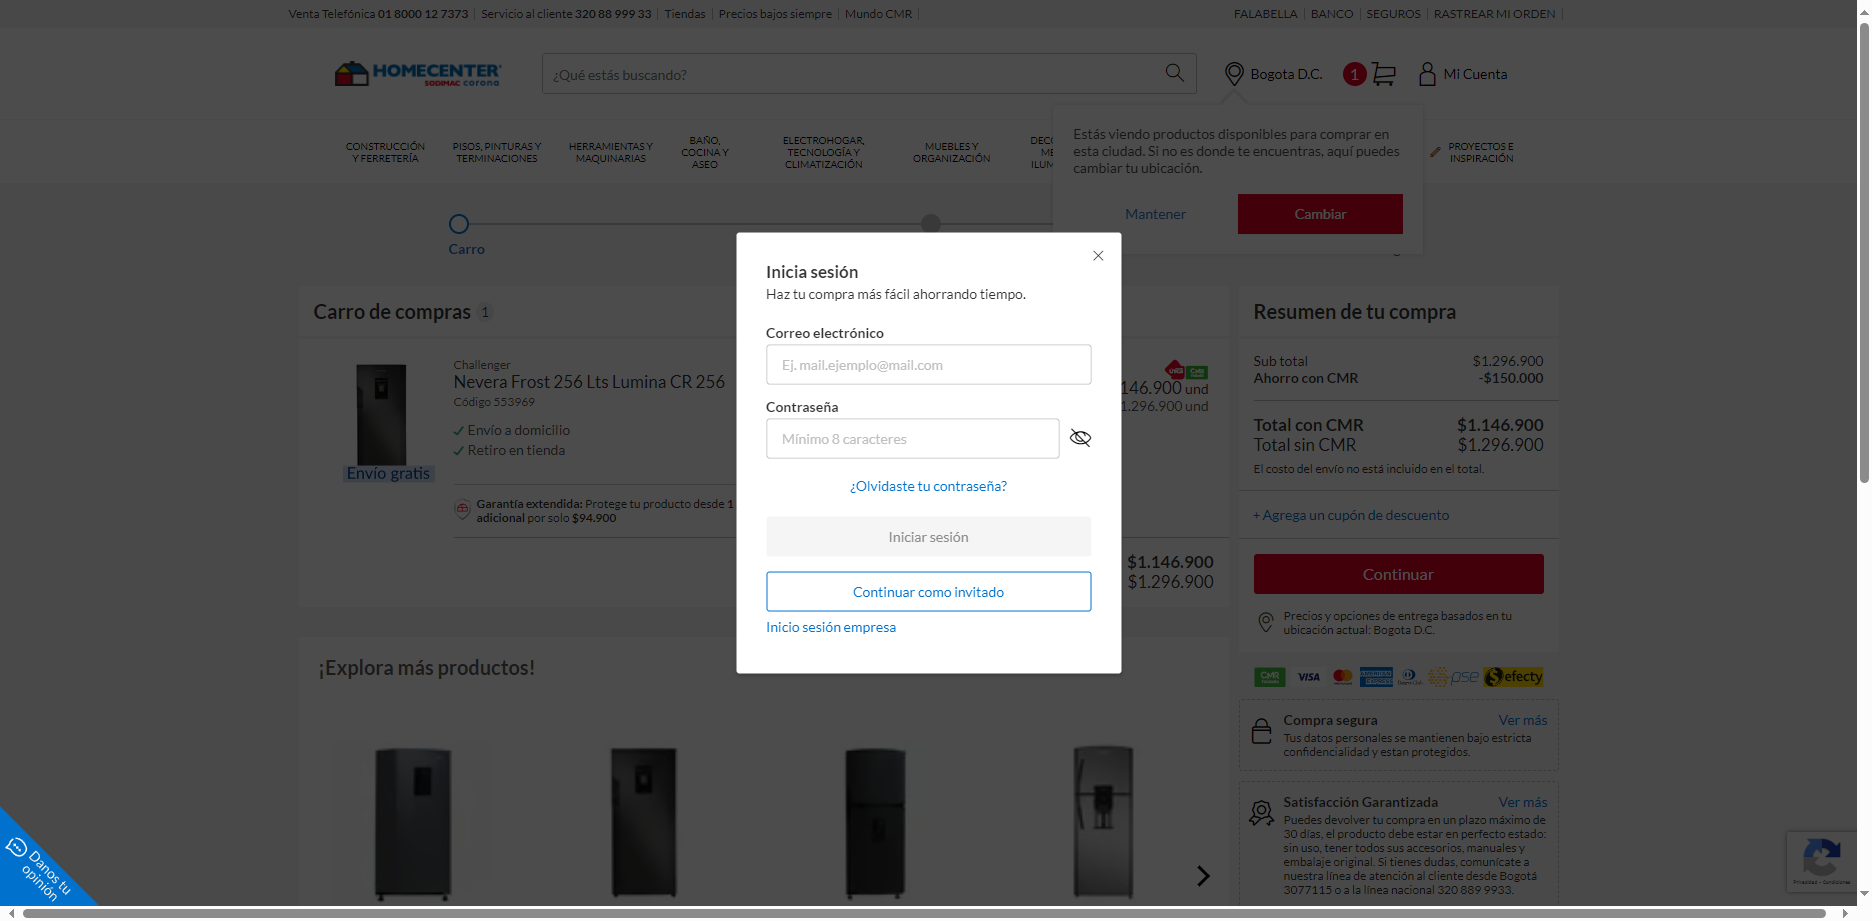 Venta Telefónica 01 8000 12 7373
Servicio al cliente 320 88 999 33
Tiendas
Precios bajos siempre
Mundo CMR
FALABELLA
BANCO
SEGUROS
RASTREAR MI ORDEN
HOMECENTER
SODIMAC corona
¿Qué estás buscando?
Bogota D.C.
1
Mi Cuenta
CONSTRUCCIÓN
Y FERRETERÍA
PISOS, PINTURAS Y
TERMINACIONES
HERRAMIENTAS Y
MAQUINARIAS
BAÑO,
COCINA Y
ASEO
ELECTROHOGAR,
TECNOLOGÍA Y
CLIMATIZACIÓN
MUEBLES Y
ORGANIZACIÓN
PROYECTOS E
INSPIRACIÓN
Estás viendo productos disponibles para comprar en
esta ciudad. Si no es donde te encuentras, aquí puedes
cambiar tu ubicación.
Mantener
Cambiar
Carro
Inicia sesión
Haz tu compra más fácil ahorrando tiempo.
Correo electrónico
Ej. mail.ejemplo@mail.com
Contraseña
Mínimo 8 caracteres
¿Olvidaste tu contraseña?
Iniciar sesión
Continuar como invitado
Inicio sesión empresa
Carro de compras 1
Challenger
Nevera Frost 256 Lts Lumina CR 256
Código 553969
Envío a domicilio
Retiro en tienda
Envío gratis
Garantía extendida: Protege tu producto desde 1
adicional por solo $94.900
146.900 und
1.296.900 und
$1.146.900
$1.296.900
Resumen de tu compra
Sub total $1.296.900
Ahorro con CMR -$150.000
Total con CMR $1.146.900
Total sin CMR $1.296.900
El costo del envío no está incluido en el total.
+ Agrega un cupón de descuento
Continuar
Precios y opciones de entrega basados en tu
ubicación actual: Bogota D.C.
CMR
VISA
pse
efecty
Compra segura Ver más
Tus datos personales se mantienen bajo estricta
confidencialidad y estan protegidos.
Satisfacción Garantizada Ver más
Puedes devolver tu compra en un plazo máximo de
30 días, el producto debe estar en perfecto estado:
sin uso, tener todos sus accesorios, manuales y
embalaje original. Si tienes dudas, comunícate a
nuestra línea de atención al cliente desde Bogotá
3077115 o a la línea nacional 320 889 9933.
¡Explora más productos!
Danos tu
opinión
Privacidad - Condiciones